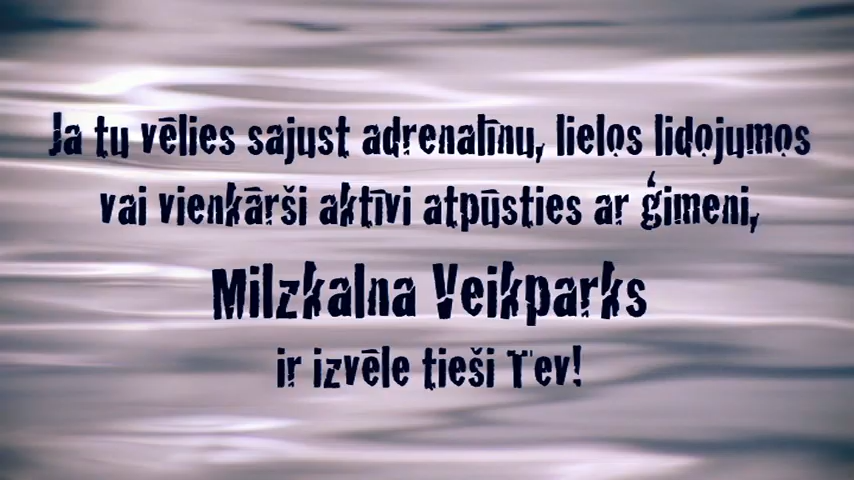 Ja tu vēlies sajust adrenalīnu, lielos lidojumos
vai vienkārši aktīvi atpūsties ar ģimeni,
Milzkalna Veikparks
ir izvēle tieši Tev!